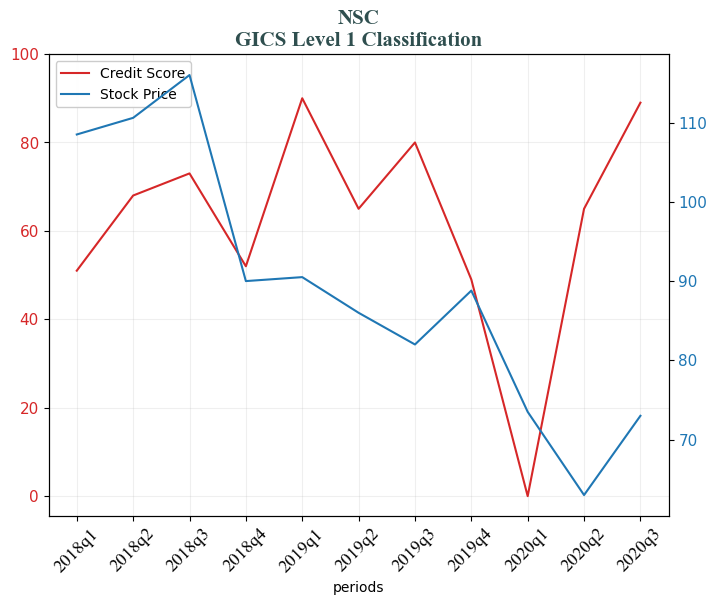 NSC
GICS Level 1 Classification
Credit Score
Stock Price
100
80
60
40
20
0
110
100
90
80
70
2018q1
2018q2
2018q3
2018q4
2019q1
2019q2
2019q3
2019q4
2020q1
2020q2
2020q3
periods